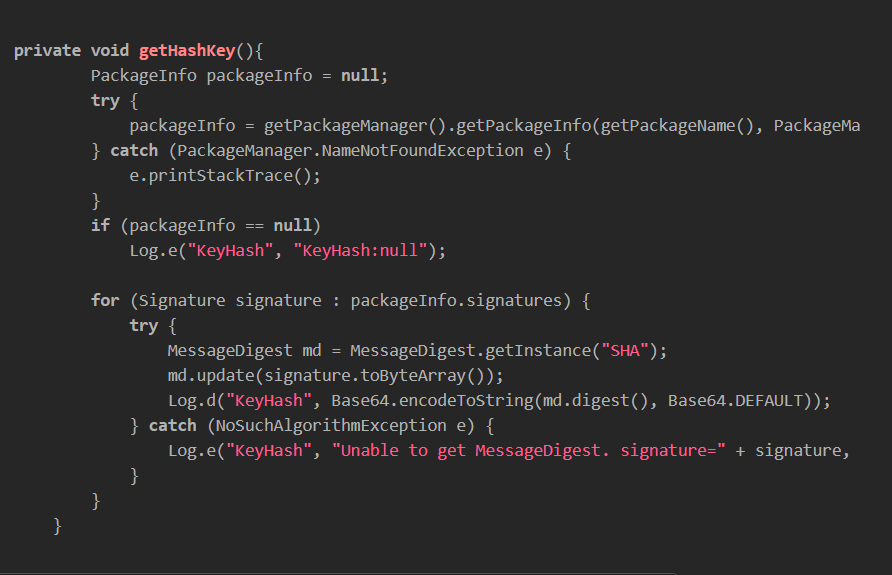 private void getHashKey(){
        PackageInfo packageInfo = null;
        try {
            packageInfo = getPackageManager().getPackageInfo(getPackageName(), PackageMa
        } catch (PackageManager.NameNotFoundException e) {
            e.printStackTrace();
        }
        if (packageInfo == null)
            Log.e("KeyHash", "KeyHash:null");
        for (Signature signature : packageInfo.signatures) {
            try {
                MessageDigest md = MessageDigest.getInstance("SHA");
                md.update(signature.toByteArray());
                Log.d("KeyHash", Base64.encodeToString(md.digest(), Base64.DEFAULT));
            } catch (NoSuchAlgorithmException e) {
                Log.e("KeyHash", "Unable to get MessageDigest. signature=" + signature,
            }
        }
    }